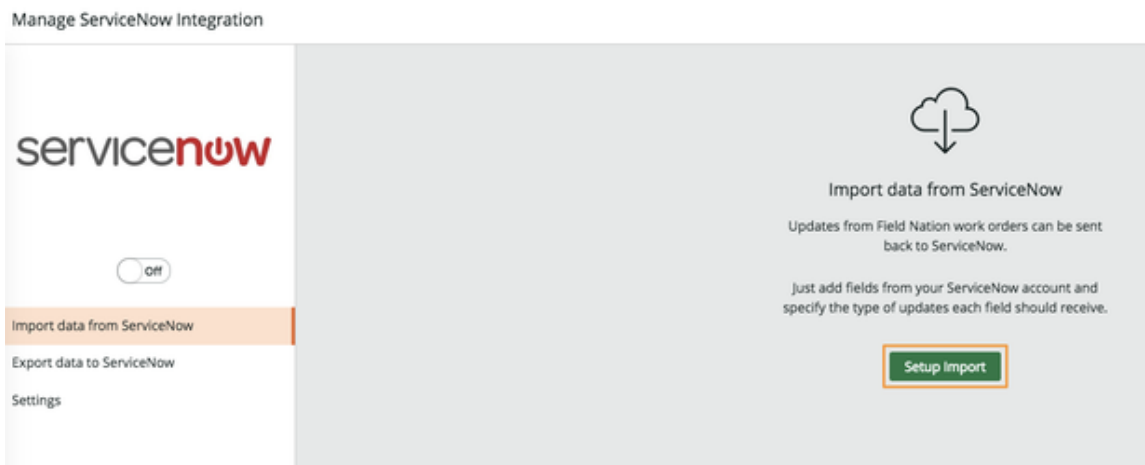 Manage ServiceNow Integration
servicenow
Off
Import data from ServiceNow
Export data to ServiceNow
Settings
Import data from ServiceNow
Updates from Field Nation work orders can be sent
back to ServiceNow.
Just add fields from your ServiceNow account and
specify the type of updates each field should receive.
Setup Import